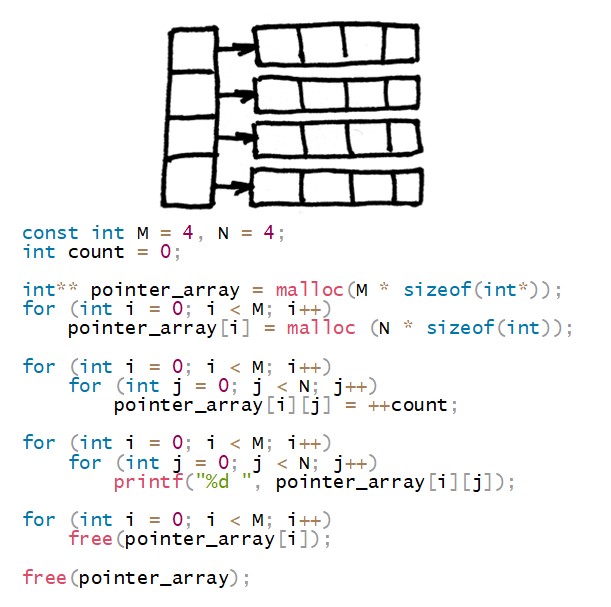 const int M = 4, N = 4;
int count = 0;
int** pointer_array = malloc(M * sizeof(int*));
for (int i = 0; i < M; i++)
pointer_array[i] = malloc (N * sizeof(int));
for (int i = 0; i < M; i++)
for (int j = 0; j < N; j++)
pointer_array[i][j] = ++count;
for (int i = 0; i < M; i++)
for (int j = 0; j < N; j++)
printf("%d ", pointer_array[i][j]);
for (int i = 0; i < M; i++)
free(pointer_array[i]);
free(pointer_array);